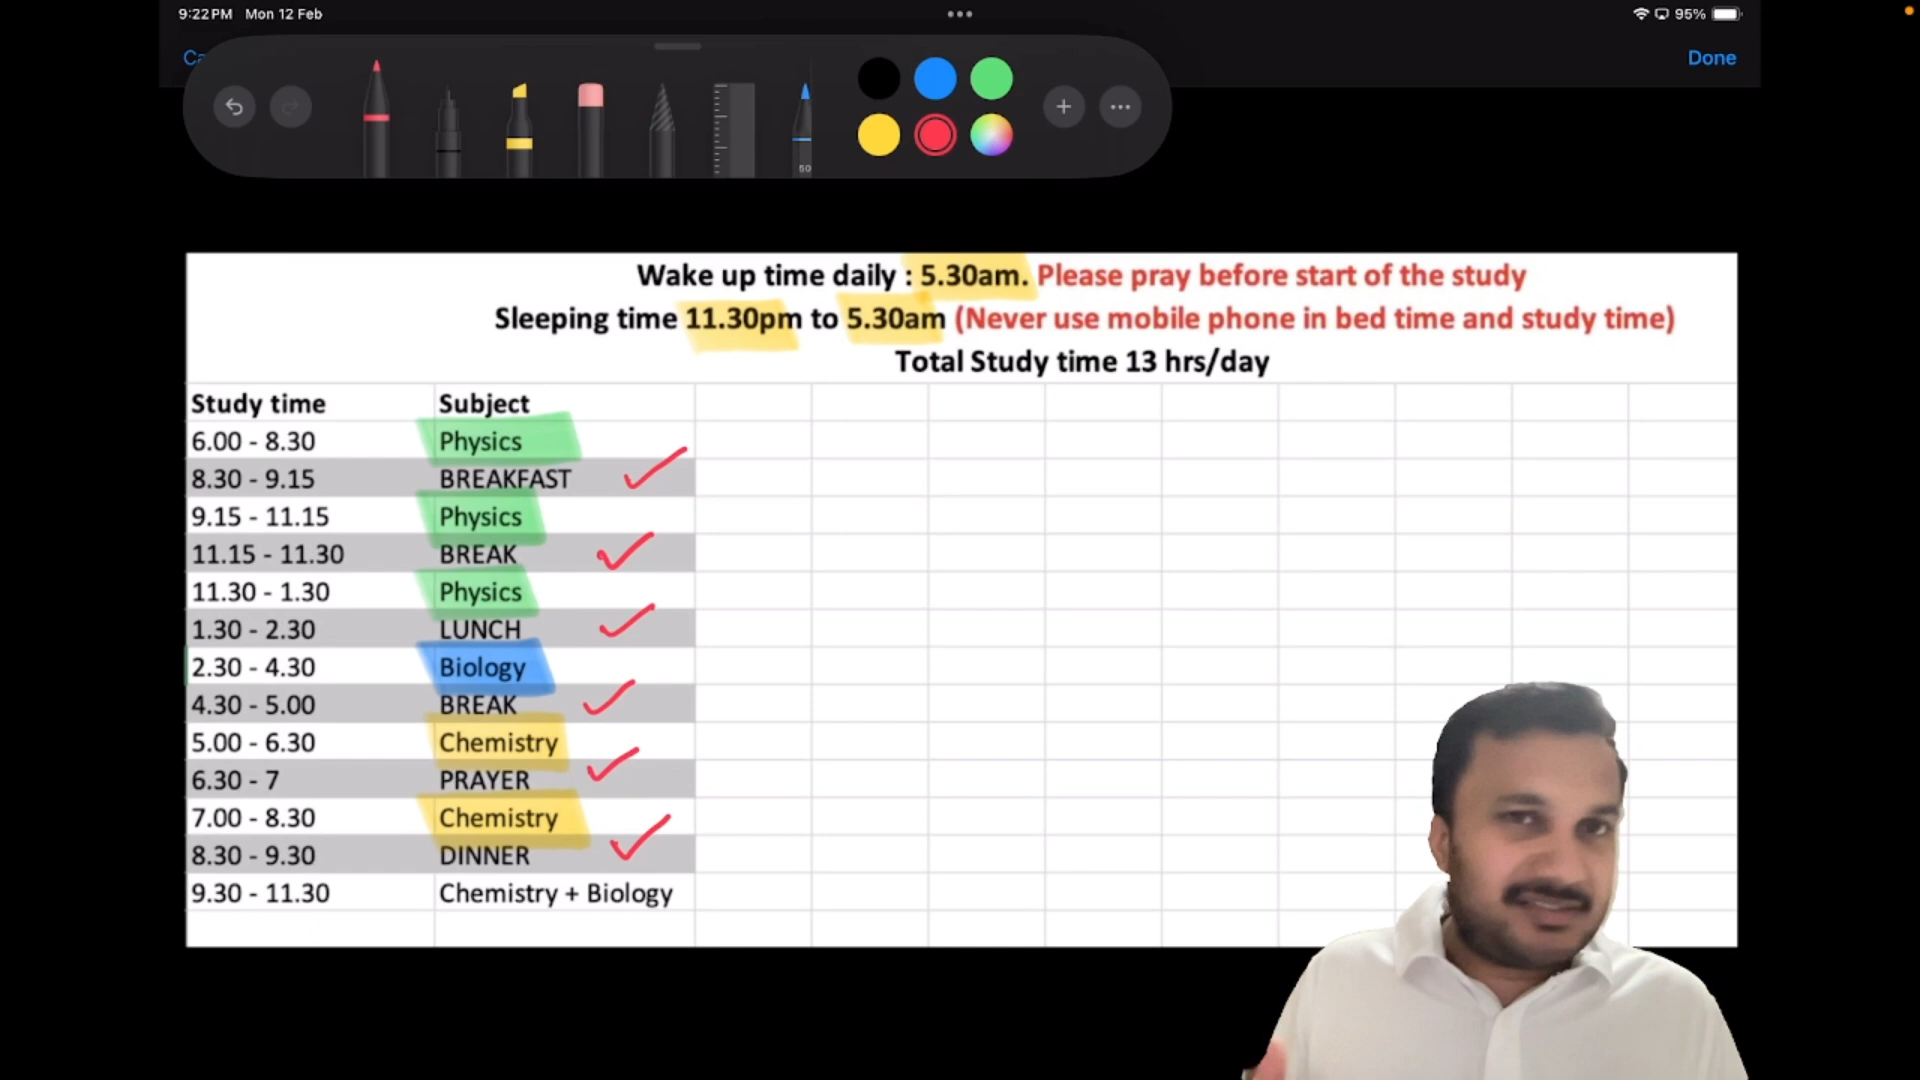 9:22 PM Mon 12 Feb
95%
Ca
Done
50
Wake up time daily : 5.30am. Please pray before start of the study
Sleeping time 11.30pm to 5.30am (Never use mobile phone in bed time and study time)
Total Study time 13 hrs/day
Study time Subject
6.00 - 8.30 Physics
8.30 - 9.15 BREAKFAST
9.15 - 11.15 Physics
11.15 - 11.30 BREAK
11.30 - 1.30 Physics
1.30 - 2.30 LUNCH
2.30 - 4.30 Biology
4.30 - 5.00 BREAK
5.00 - 6.30 Chemistry
6.30 - 7 PRAYER
7.00 - 8.30 Chemistry
8.30 - 9.30 DINNER
9.30 - 11.30 Chemistry + Biology